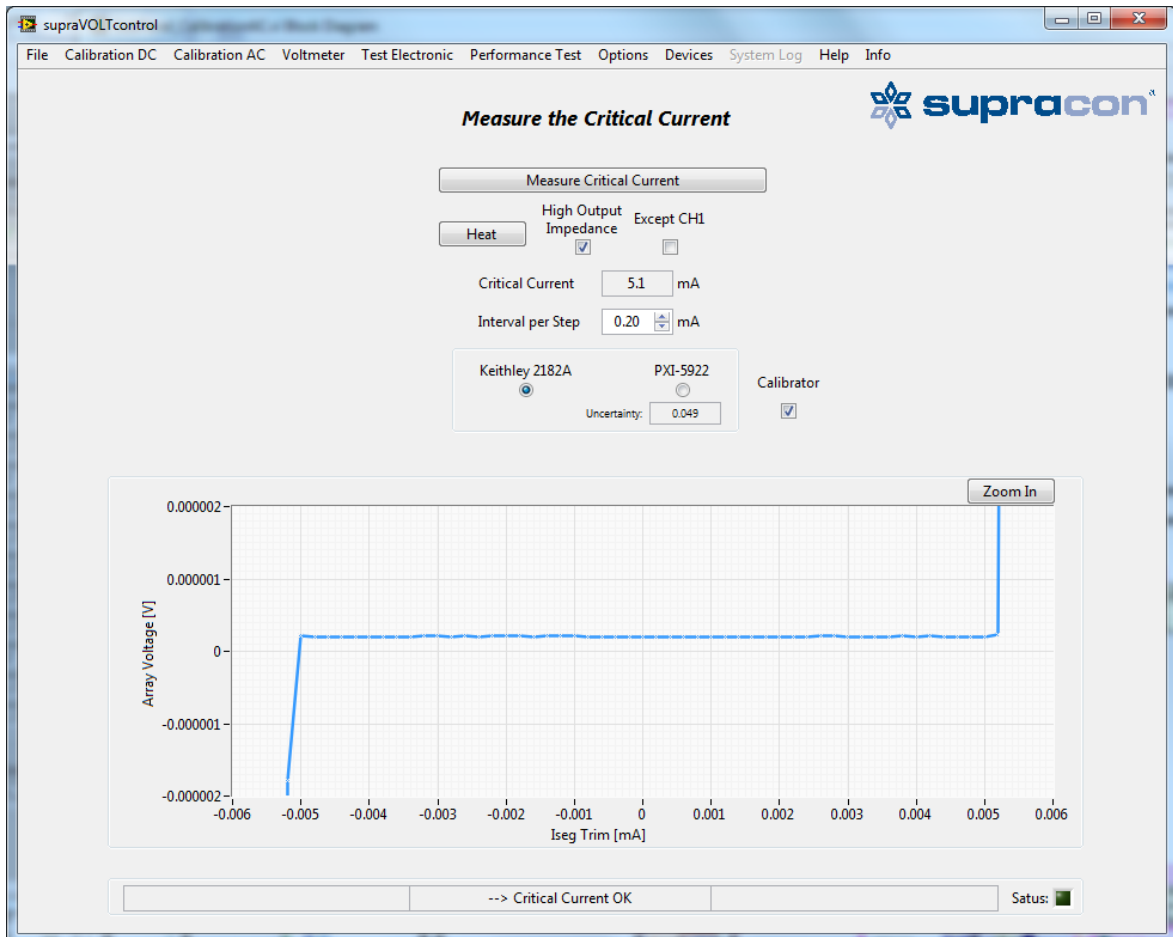 supraVOLTcontrol
File Calibration DC Calibration AC Voltmeter Test Electronic Performance Test Options Devices System Log Help Info
supracon
Measure the Critical Current
Measure Critical Current
Heat
High Output
Impedance
Except CH1
Critical Current 5.1 mA
Interval per Step 0.20 mA
Keithley 2182A PXI-5922
Uncertainty: 0.049
Calibrator
Zoom In
0.000002
0.000001
0
-0.000001
-0.000002
Array Voltage [V]
-0.006 -0.005 -0.004 -0.003 -0.002 -0.001 0 0.001 0.002 0.003 0.004 0.005 0.006
Iseg Trim [mA]
--> Critical Current OK
Satus: